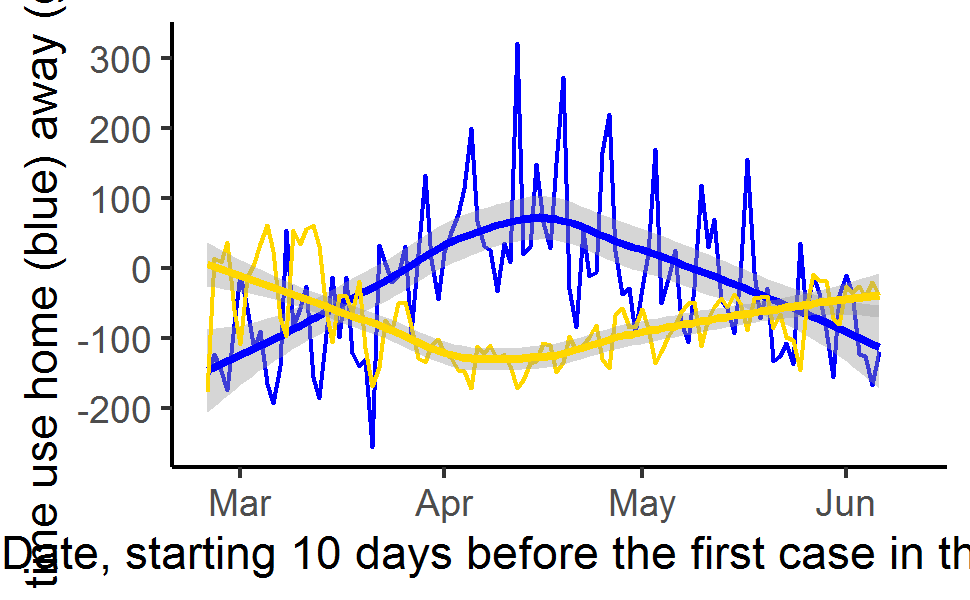 time use home (blue) away (
300
200
100
0
-100
-200
Mar Apr May Jun
Date, starting 10 days before the first case in th